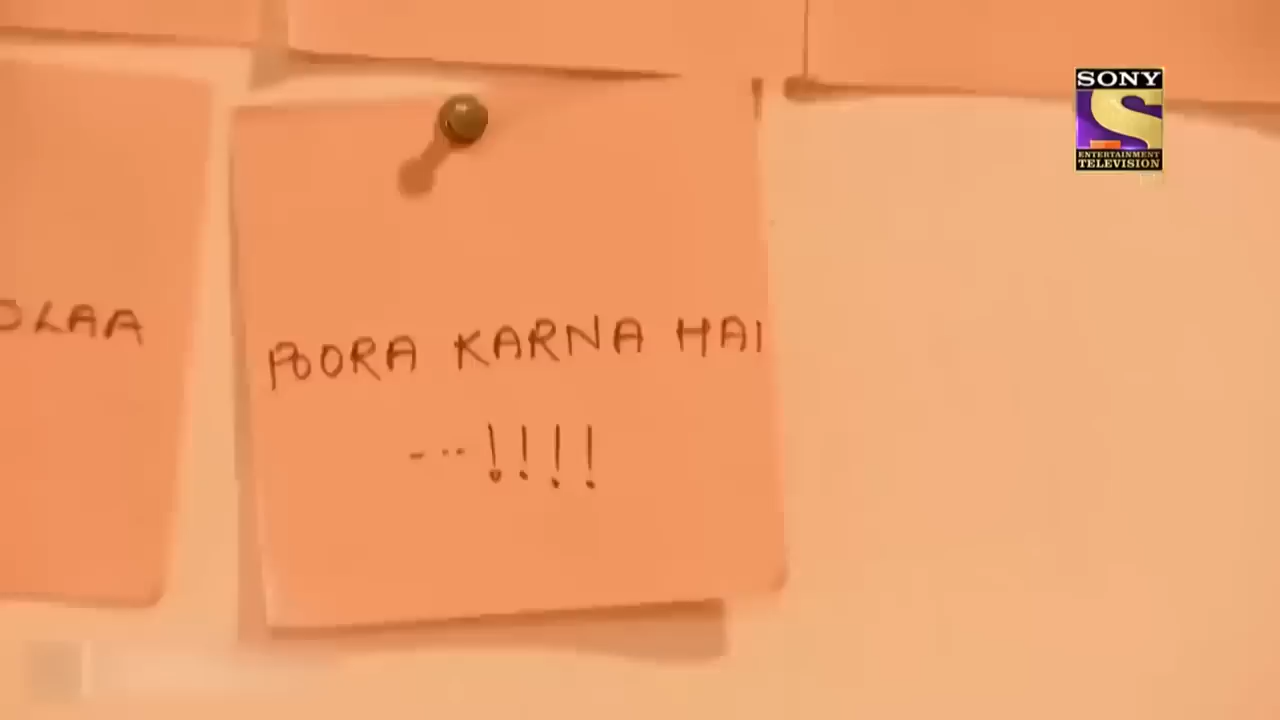 SONY
ENTERTAINMENT
TELEVISION
OLAA
POORA KARNA HAI
---!!!!